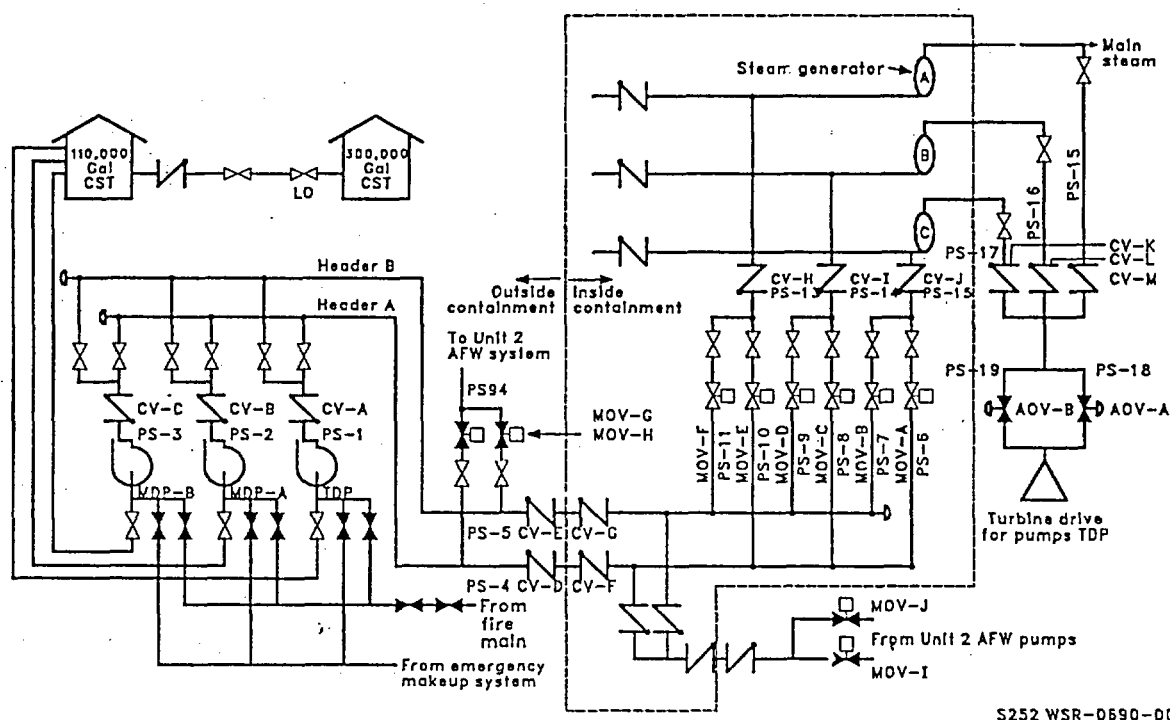 Main
steam
Steam generator
A
B
C
110,000
Gal
CST
300,000
Gal
CST
LO
PS-15
PS-16
PS-17
CV-K
CV-L
CV-M
Header B
Header A
Outside
containment
Inside
containment
CV-H
PS-13
CV-I
PS-14
CV-J
PS-15
To Unit 2
AFW system
PS94
MOV-G
MOV-H
PS-19
PS-18
AOV-B
AOV-A
CV-C
PS-3
CV-B
PS-2
CV-A
PS-1
MOV-F
PS-11
MOV-E
PS-10
MOV-D
PS-9
MOV-C
PS-8
MOV-B
PS-7
MOV-A
PS-6
MDP-B
MDP-A
TDP
Turbine drive
for pumps TDP
PS-5 CV-E CV-G
PS-4 CV-D CV-F
From
fire
main
From emergency
makeup system
MOV-J
From Unit 2 AFW pumps
MOV-I